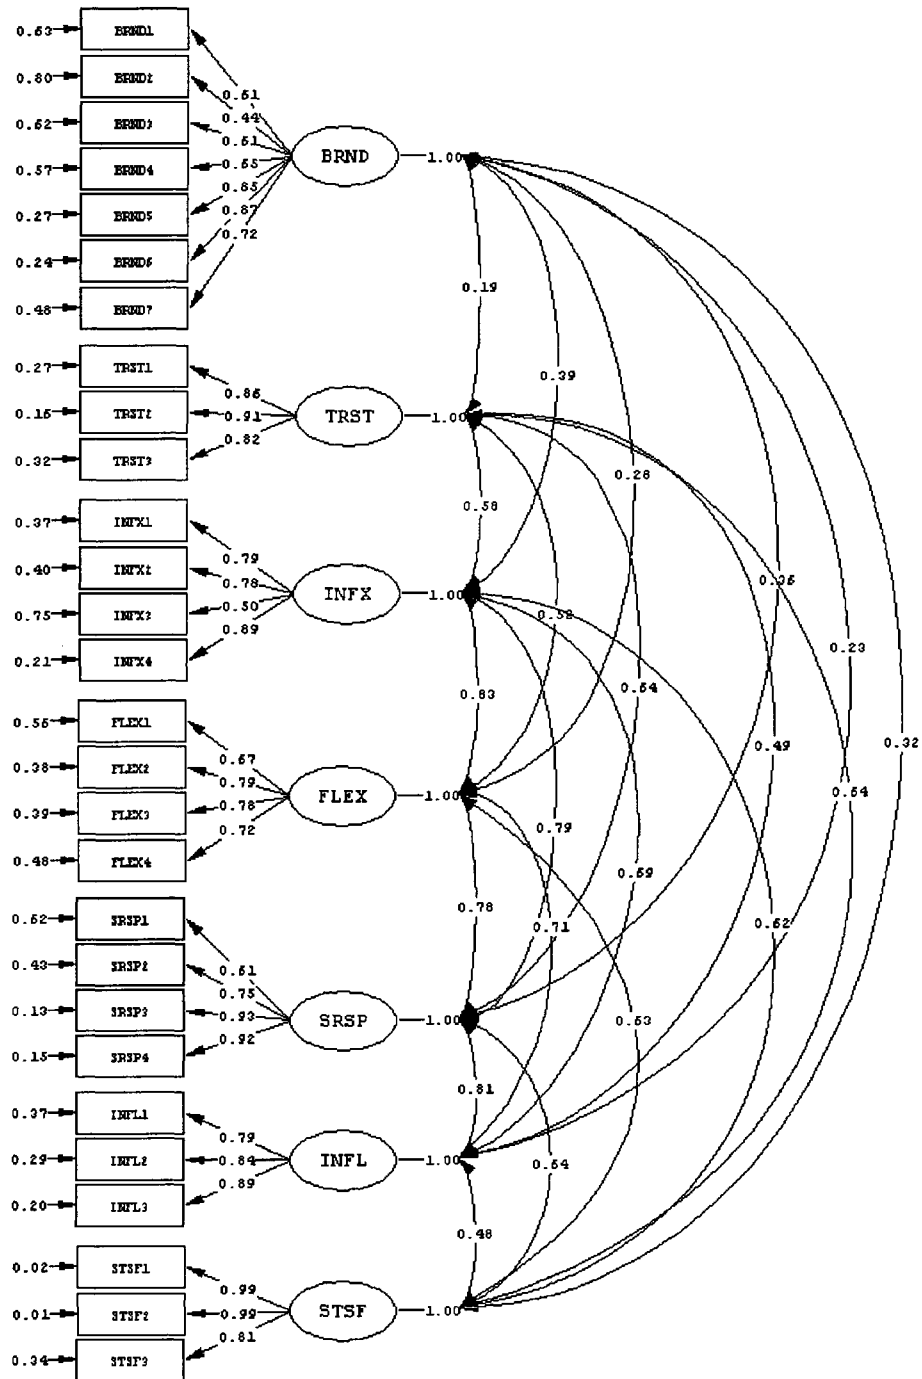 0.63 BRND1
0.80 BRND2
0.61
0.44
0.62 BRND3
0.61
BRND 1.00
0.57 BRND4
0.65
0.85
0.27 BRND5
0.87
0.72
0.24 BRND6
0.19
0.48 BRND7
0.27 TRST1
0.39
0.86
0.16 TRST2
0.91
TRST 1.00
0.82
0.32 TRST3
0.28
0.58
0.37 INFX1
0.79
0.40 INFX2
0.78
0.36
INFX 1.00
0.50
0.75 INFX3
0.52
0.89
0.23
0.21 INFX4
0.64
0.83
0.56 FLEX1
0.49
0.32
0.67
0.38 FLEX2
0.79
0.64
FLEX 1.00
0.78
0.39 FLEX3
0.79
0.72
0.48 FLEX4
0.69
0.78
0.62 SRSP1
0.62
0.71
0.43 SRSP2
0.61
0.75
0.13 SRSP3
0.93
SRSP 1.00
0.63
0.92
0.15 SRSP4
0.81
0.37 INFL1
0.79
0.29 INFL2
0.84
INFL 1.00
0.64
0.89
0.20 INFL3
0.48
0.02 STSF1
0.99
0.01 STSF2
0.99
STSF 1.00
0.81
0.34 STSF3